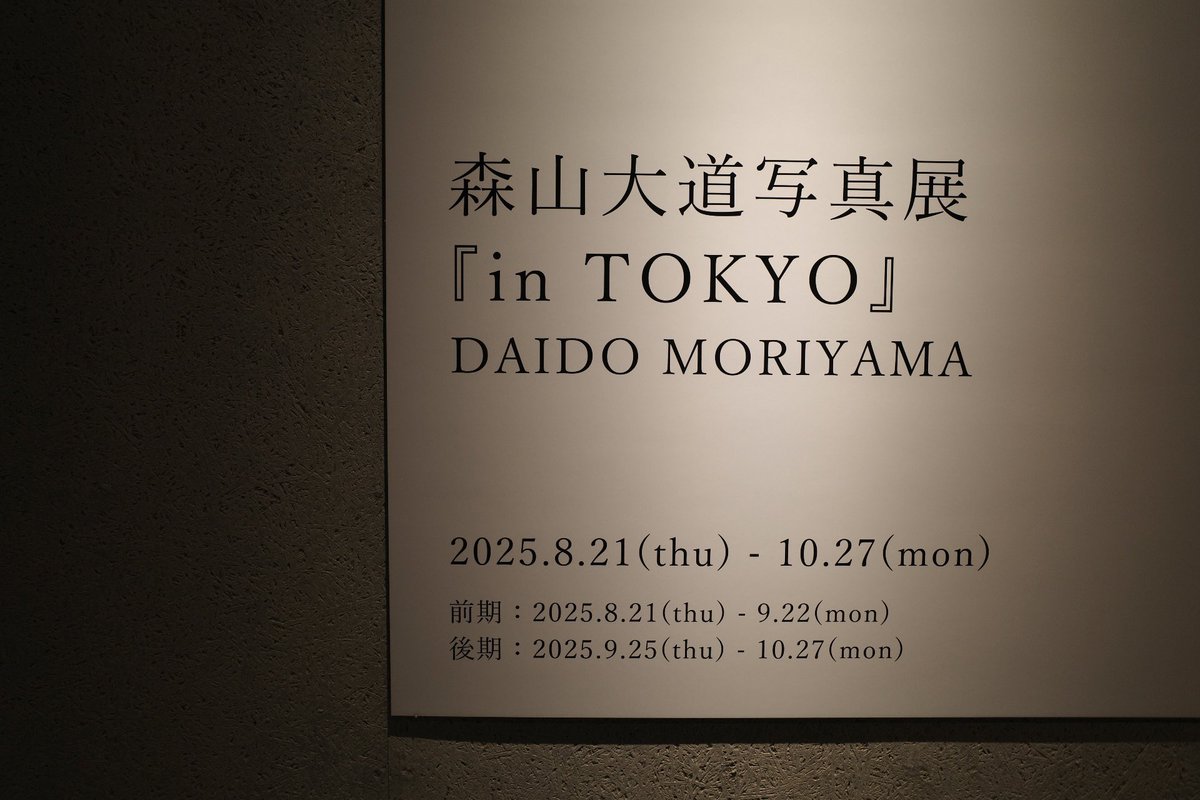 森山大道写真展
『in TOKYO』
DAIDO MORIYAMA
2025.8.21(thu) - 10.27(mon)
前期：2025.8.21(thu) - 9.22(mon)
後期：2025.9.25(thu) - 10.27(mon)